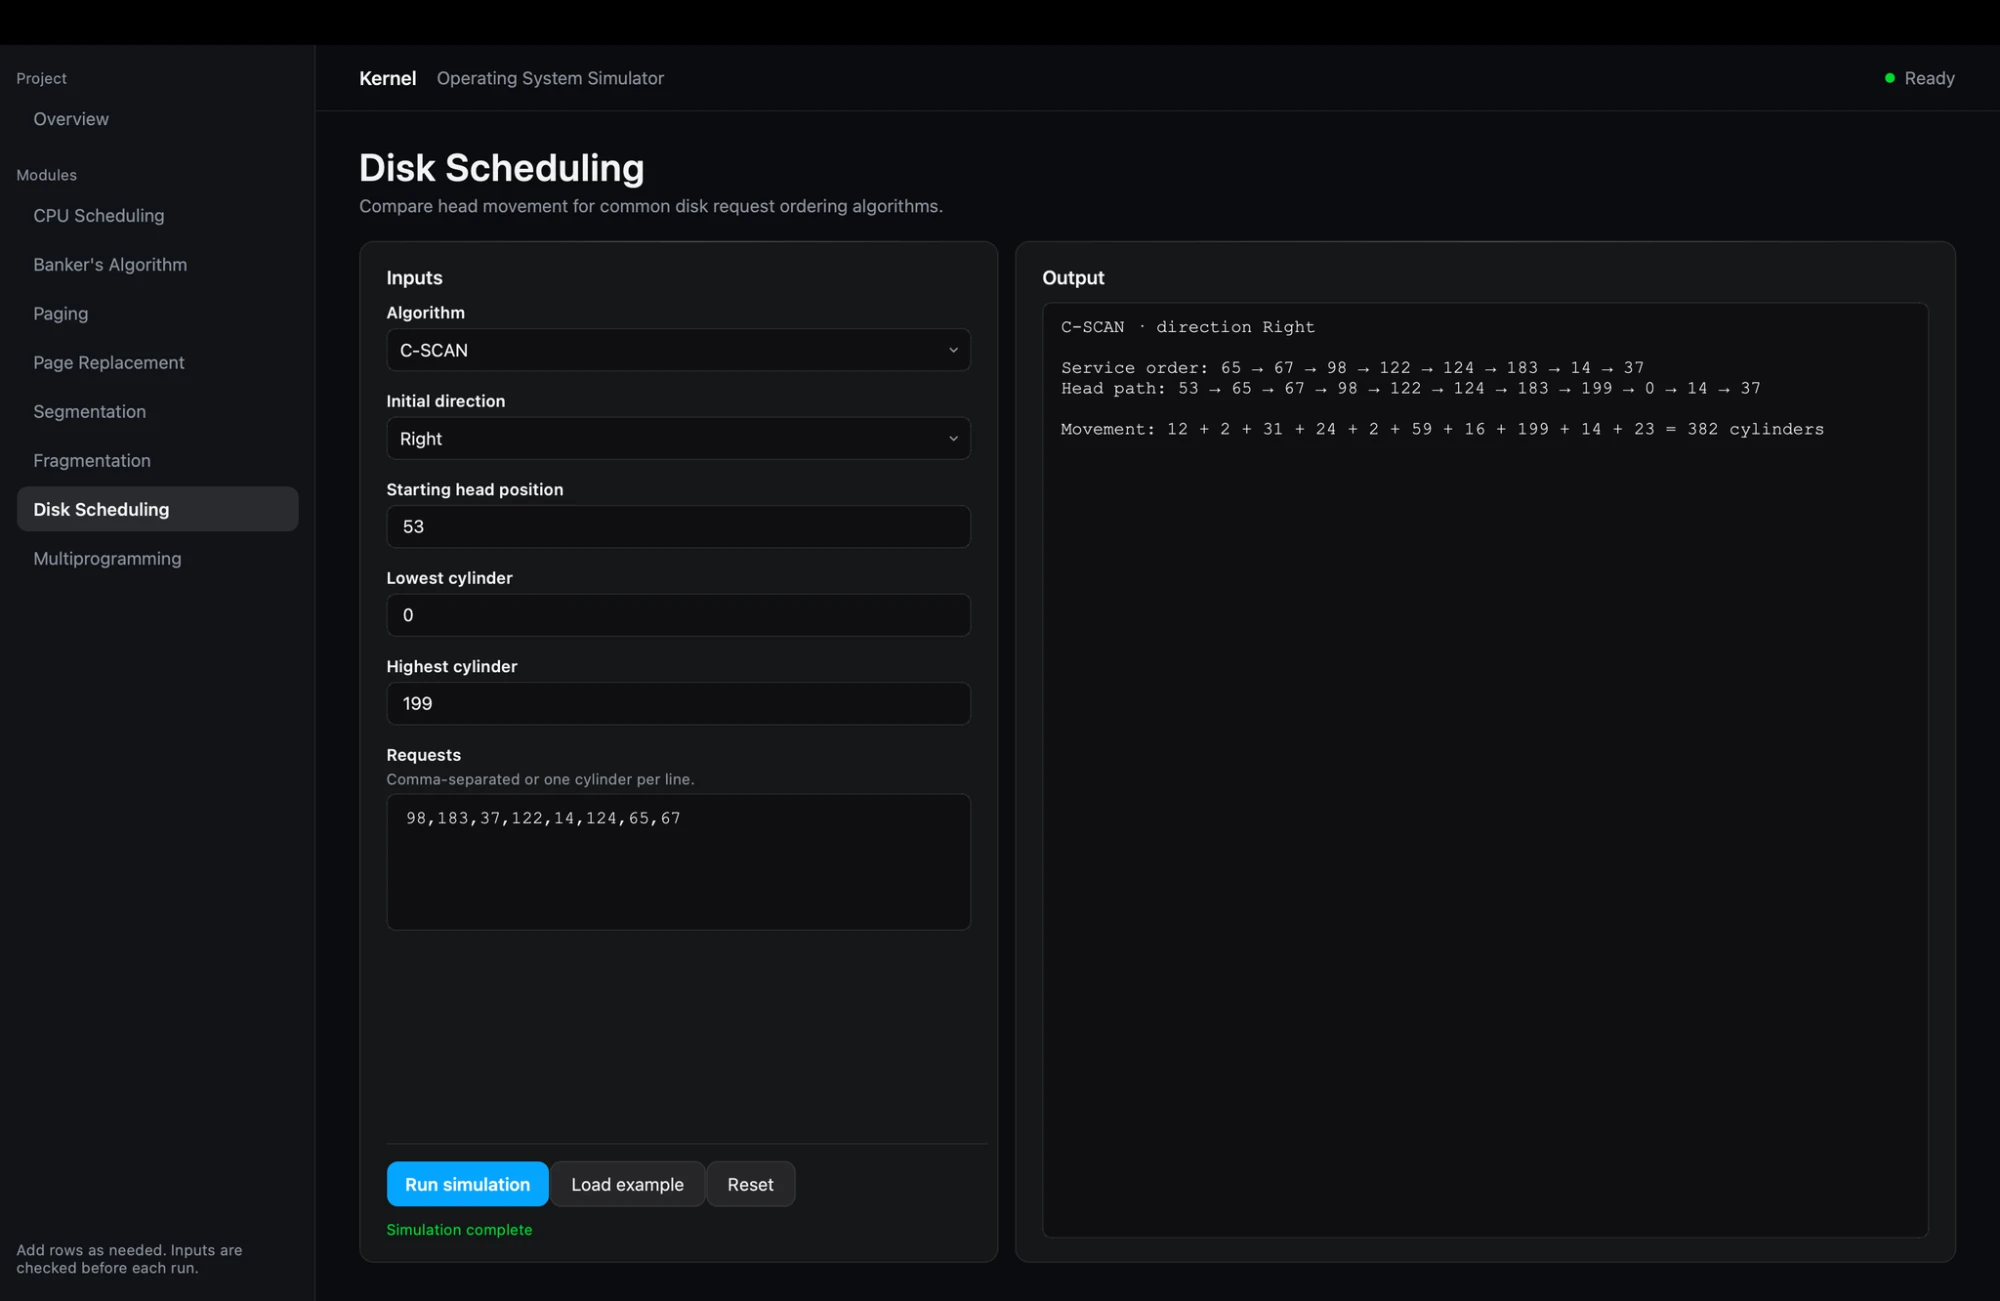 Project
Overview
Modules
CPU Scheduling
Banker's Algorithm
Paging
Page Replacement
Segmentation
Fragmentation
Disk Scheduling
Multiprogramming
Add rows as needed. Inputs are
checked before each run.
Kernel Operating System Simulator
Ready
Disk Scheduling
Compare head movement for common disk request ordering algorithms.
Inputs
Algorithm
C-SCAN
Initial direction
Right
Starting head position
53
Lowest cylinder
0
Highest cylinder
199
Requests
Comma-separated or one cylinder per line.
98,183,37,122,14,124,65,67
Run simulation Load example Reset
Simulation complete
Output
C-SCAN · direction Right
Service order: 65 → 67 → 98 → 122 → 124 → 183 → 14 → 37
Head path: 53 → 65 → 67 → 98 → 122 → 124 → 183 → 199 → 0 → 14 → 37
Movement: 12 + 2 + 31 + 24 + 2 + 59 + 16 + 199 + 14 + 23 = 382 cylinders